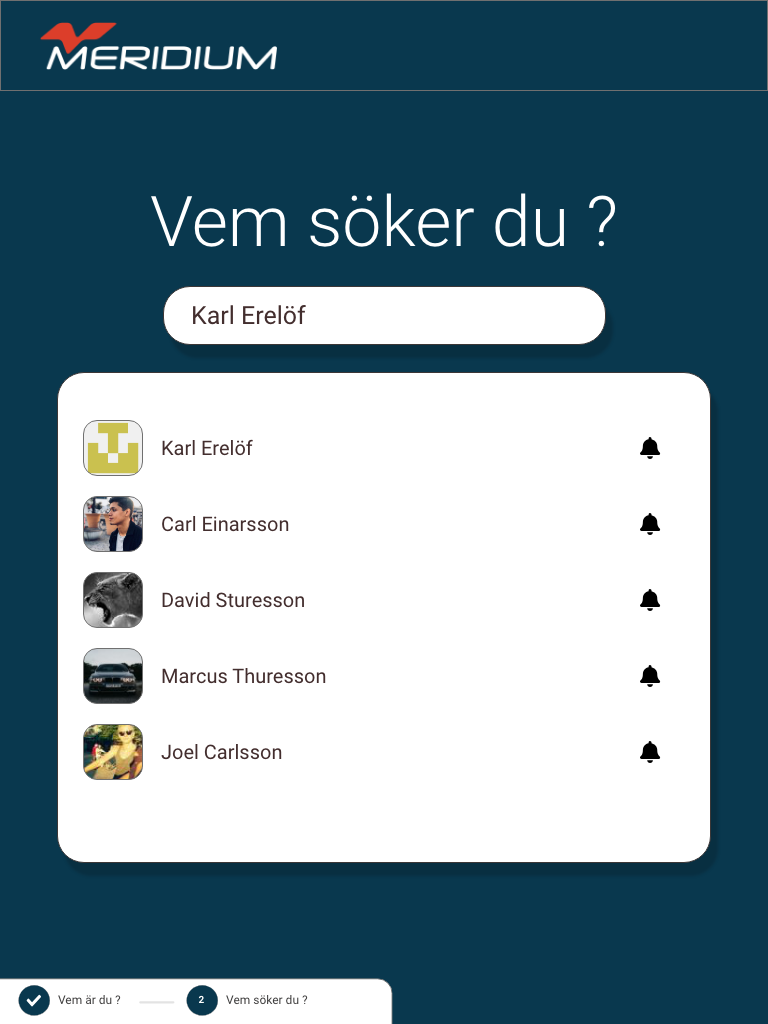 MERIDIUM
Vem söker du ?
Karl Erelöf
Karl Erelöf
Carl Einarsson
David Sturesson
Marcus Thuresson
Joel Carlsson
Vem är du ?
2 Vem söker du ?